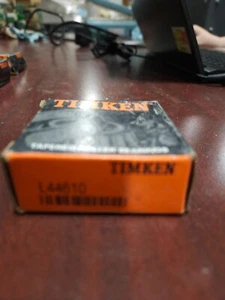 TIMKEN
TAPERED ROLLER BEARINGS
TIMKEN
L44610